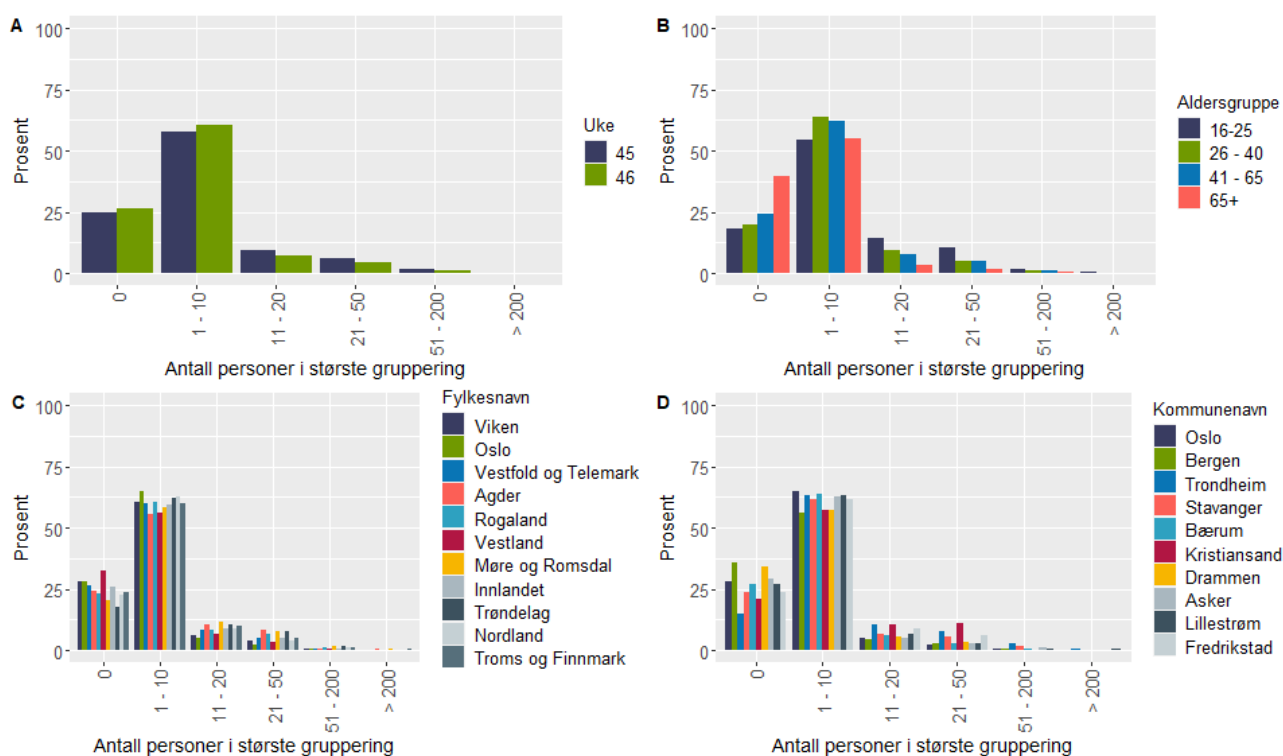 A
Prosent
100
75
50
25
0
0
1 - 10
11 - 20
21 - 50
51 - 200
> 200
Antall personer i største gruppering
Uke
45
46
B
Prosent
100
75
50
25
0
0
1 - 10
11 - 20
21 - 50
51 - 200
> 200
Antall personer i største gruppering
Aldersgruppe
16-25
26 - 40
41 - 65
65+
C
Prosent
100
75
50
25
0
0
1 - 10
11 - 20
21 - 50
51 - 200
> 200
Antall personer i største gruppering
Fylkesnavn
Viken
Oslo
Vestfold og Telemark
Agder
Rogaland
Vestland
Møre og Romsdal
Innlandet
Trøndelag
Nordland
Troms og Finnmark
D
Prosent
100
75
50
25
0
0
1 - 10
11 - 20
21 - 50
51 - 200
> 200
Antall personer i største gruppering
Kommunenavn
Oslo
Bergen
Trondheim
Stavanger
Bærum
Kristiansand
Drammen
Asker
Lillestrøm
Fredrikstad